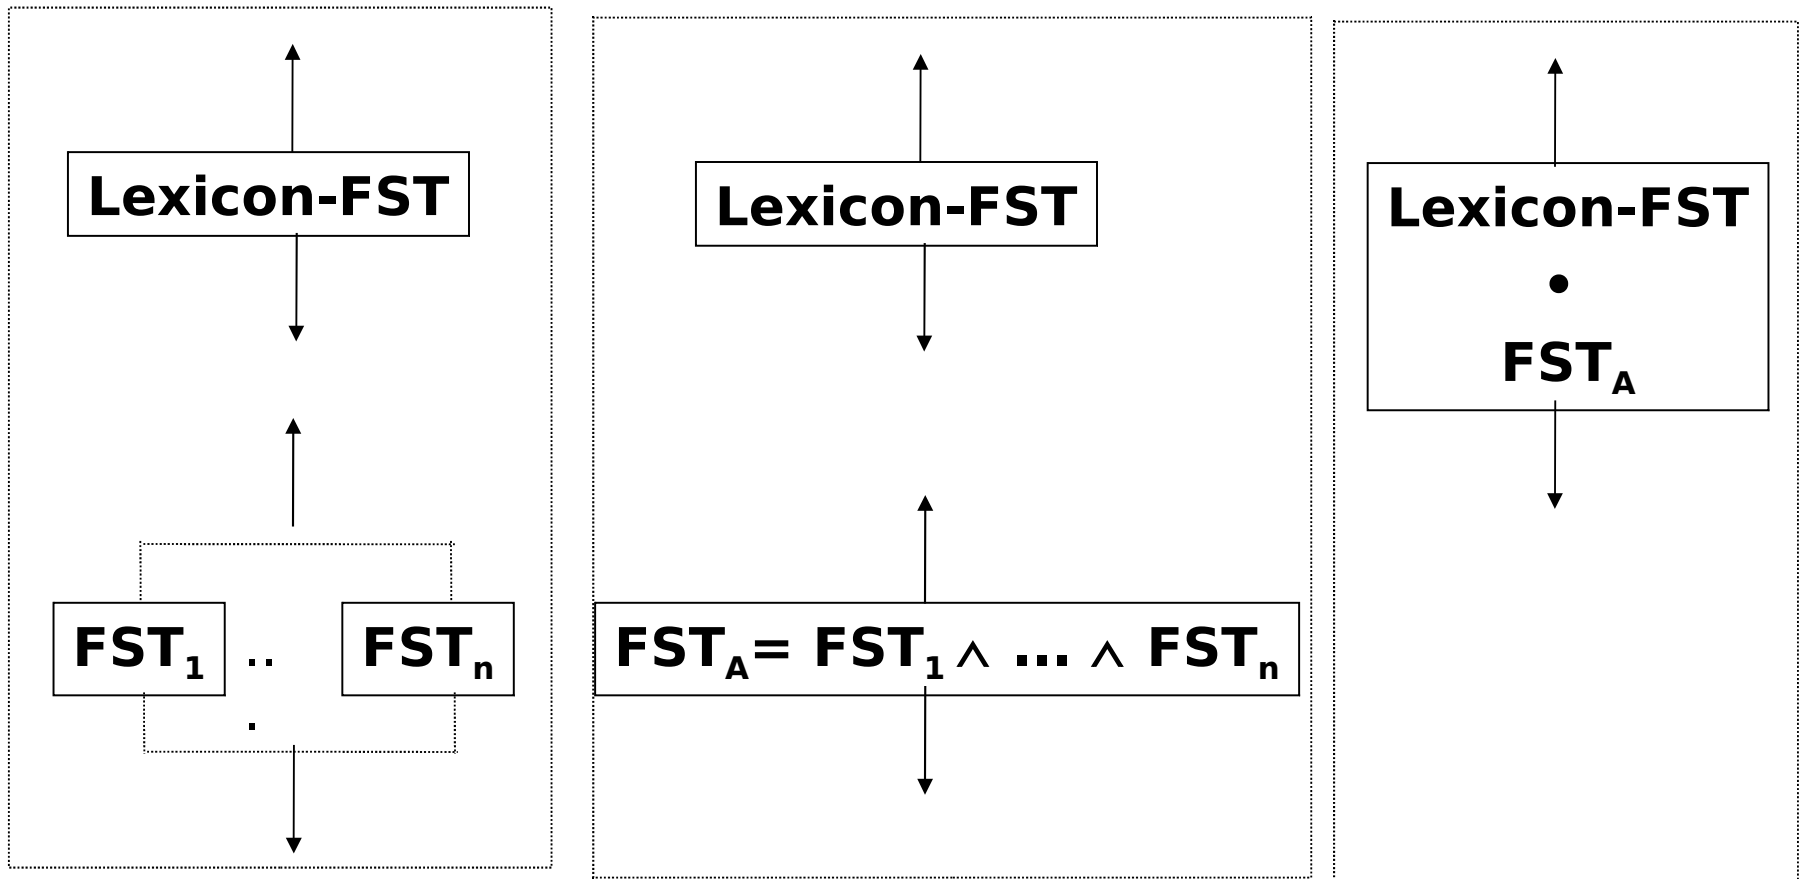 Lexicon-FST
FST1 .. FSTn
.
Lexicon-FST
FSTA= FST1 ∧ ... ∧ FSTn
Lexicon-FST
•
FSTA